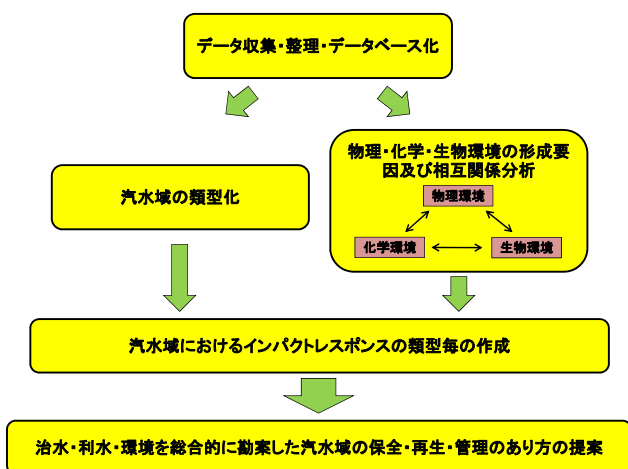 データ収集・整理・データベース化
物理・化学・生物環境の形成要
因及び相互関係分析
汽水域の類型化
物理環境
化学環境
生物環境
汽水域におけるインパクトレスポンスの類型毎の作成
治水・利水・環境を総合的に勘案した汽水域の保全・再生・管理のあり方の提案